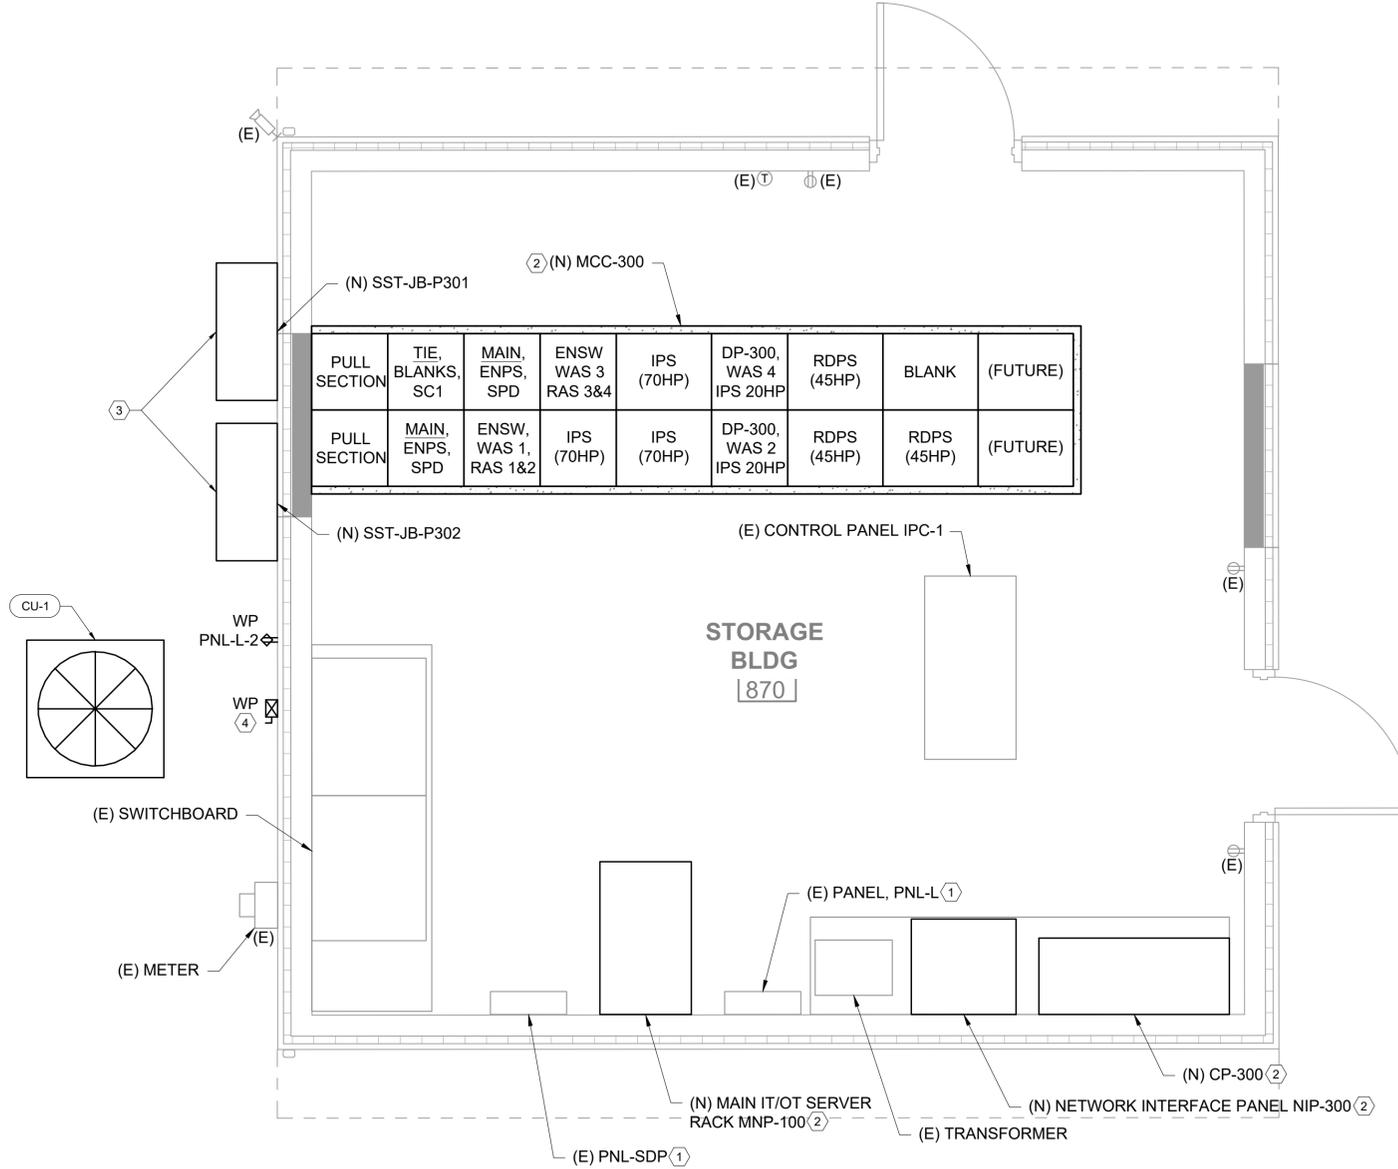 (E)
(E) T
(E)
2 (N) MCC-300
(N) SST-JB-P301
PULL
SECTION
TIE,
BLANKS,
SC1
MAIN,
ENPS,
SPD
ENSW
WAS 3
RAS 3&4
IPS
(70HP)
DP-300,
WAS 4
IPS 20HP
RDPS
(45HP)
BLANK
(FUTURE)
3
PULL
SECTION
MAIN,
ENPS,
SPD
ENSW,
WAS 1,
RAS 1&2
IPS
(70HP)
IPS
(70HP)
DP-300,
WAS 2
IPS 20HP
RDPS
(45HP)
RDPS
(45HP)
(FUTURE)
(N) SST-JB-P302
(E) CONTROL PANEL IPC-1
(E)
CU-1
WP
PNL-L-2
STORAGE
BLDG
870
WP
4
(E) SWITCHBOARD
(E)
(E) PANEL, PNL-L 1
(E)
(E) METER
(N) CP-300 2
(N) MAIN IT/OT SERVER
RACK MNP-100 2
(N) NETWORK INTERFACE PANEL NIP-300 2
(E) TRANSFORMER
(E) PNL-SDP 1